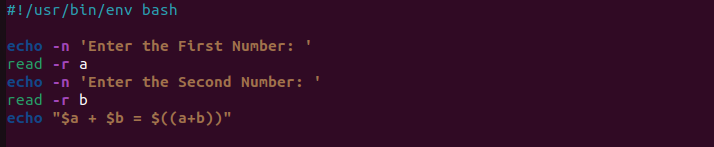 #!/usr/bin/env bash
echo -n 'Enter the First Number: '
read -r a
echo -n 'Enter the Second Number: '
read -r b
echo "$a + $b = $((a+b))"